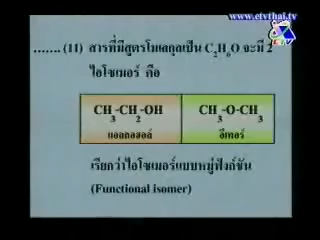 www.etvthai.tv
....... (11) สารที่มีสูตรโมเลกุลเป็น C₂H₆O จะมี 2
ไอโซเมอร์ คือ
CH₃-CH₂-OH CH₃-O-CH₃
แอลกอฮอล์ อีเทอร์
เรียกว่าไอโซเมอร์แบบหมู่ฟังก์ชัน
(Functional isomer)